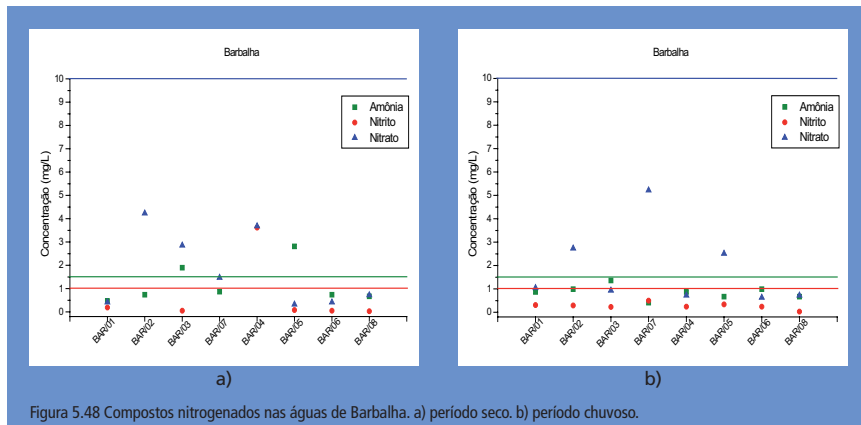 Barbalha
Concentração (mg/L)
10
9
8
7
6
5
4
3
2
1
0
Amônia
Nitrito
Nitrato
BAR/01
BAR/02
BAR/03
BAR/07
BAR/04
BAR/05
BAR/06
BAR/08
a)
Barbalha
Concentração (mg/L)
10
9
8
7
6
5
4
3
2
1
0
Amônia
Nitrito
Nitrato
BAR/01
BAR/02
BAR/03
BAR/07
BAR/04
BAR/05
BAR/06
BAR/08
b)
Figura 5.48 Compostos nitrogenados nas águas de Barbalha. a) período seco. b) período chuvoso.